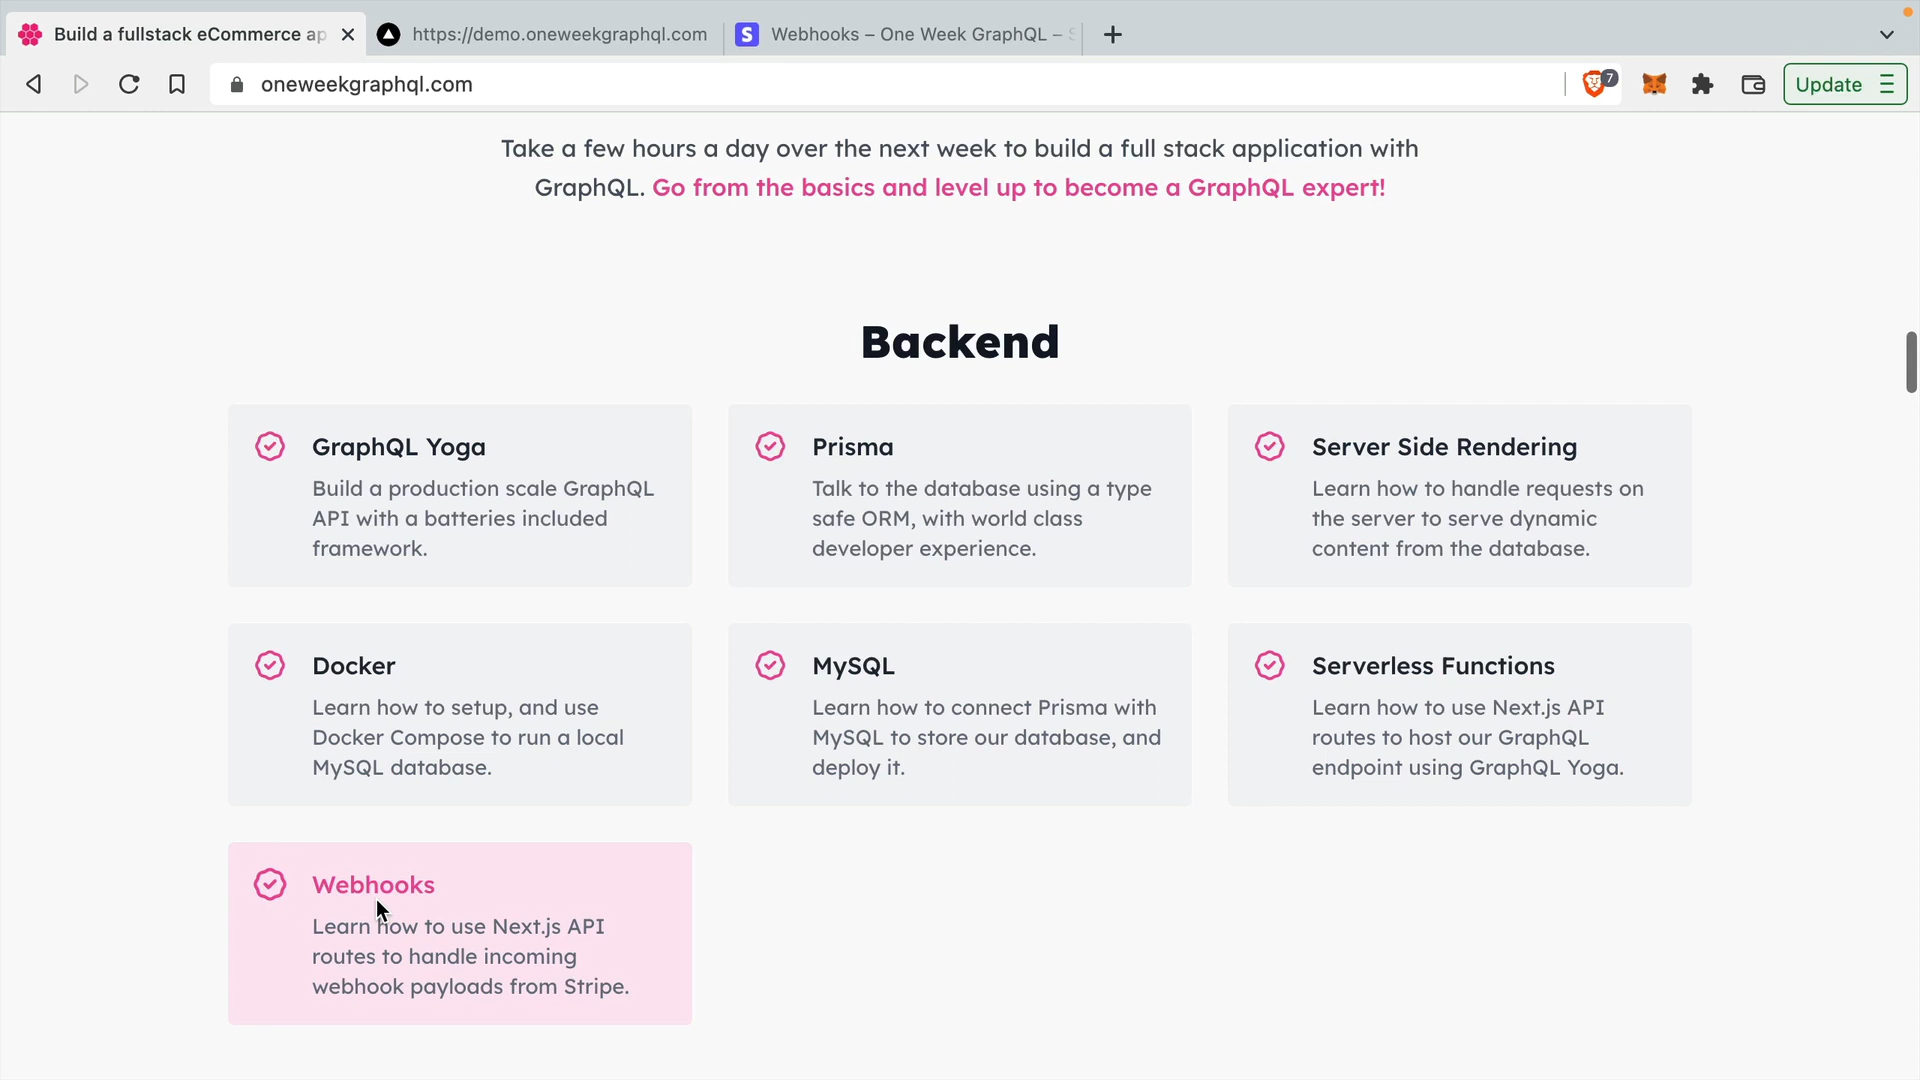 Build a fullstack eCommerce ap
https://demo.oneweekgraphql.com
S
Webhooks – One Week GraphQL –
oneweekgraphql.com
7
Update
Take a few hours a day over the next week to build a full stack application with
GraphQL. Go from the basics and level up to become a GraphQL expert!
Backend
GraphQL Yoga
Build a production scale GraphQL
API with a batteries included
framework.
Prisma
Talk to the database using a type
safe ORM, with world class
developer experience.
Server Side Rendering
Learn how to handle requests on
the server to serve dynamic
content from the database.
Docker
Learn how to setup, and use
Docker Compose to run a local
MySQL database.
MySQL
Learn how to connect Prisma with
MySQL to store our database, and
deploy it.
Serverless Functions
Learn how to use Next.js API
routes to host our GraphQL
endpoint using GraphQL Yoga.
Webhooks
Learn how to use Next.js API
routes to handle incoming
webhook payloads from Stripe.